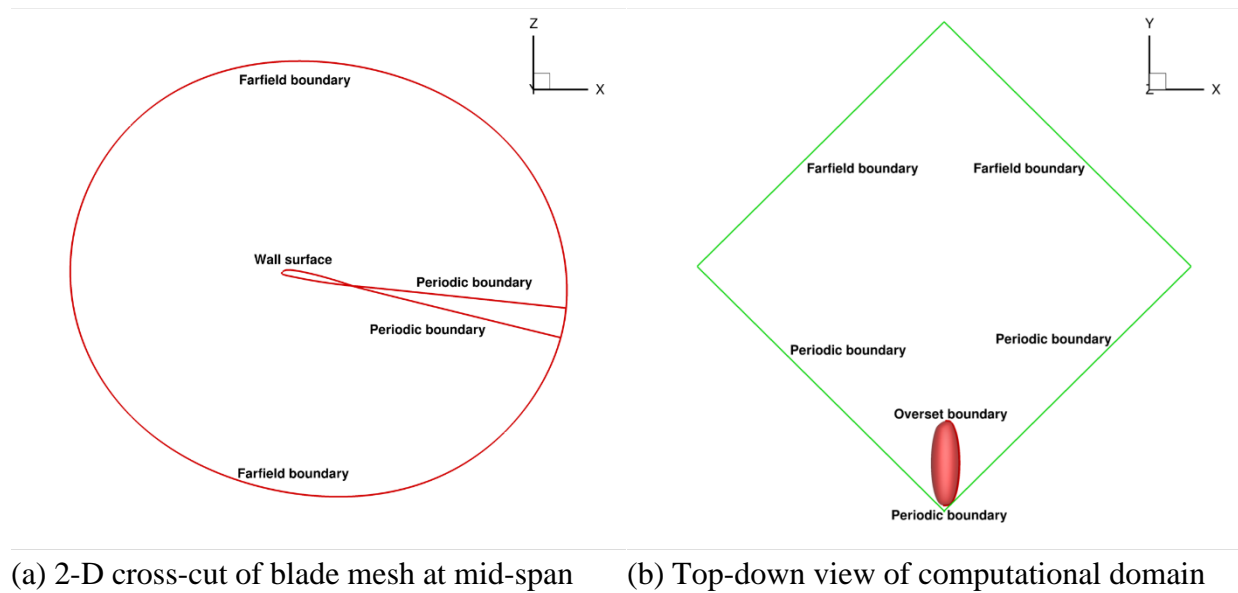 Z
X
Y
Farfield boundary
Wall surface
Periodic boundary
Periodic boundary
Farfield boundary
Y
X
Z
Farfield boundary
Farfield boundary
Periodic boundary
Periodic boundary
Overset boundary
Periodic boundary
(a) 2-D cross-cut of blade mesh at mid-span
(b) Top-down view of computational domain